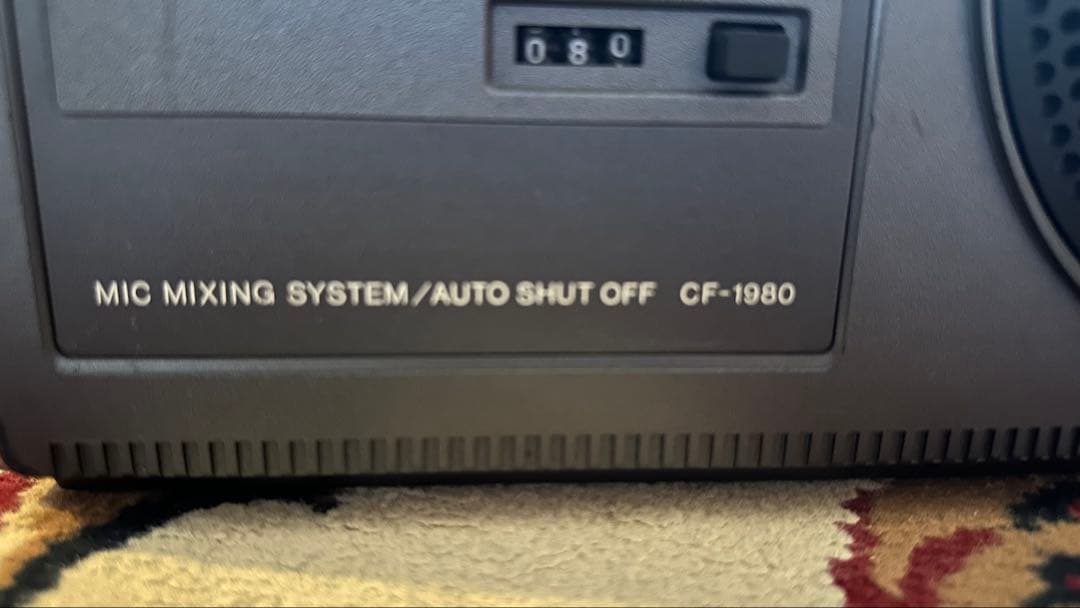 080
MIC MIXING SYSTEM/AUTO SHUT OFF CF-1980